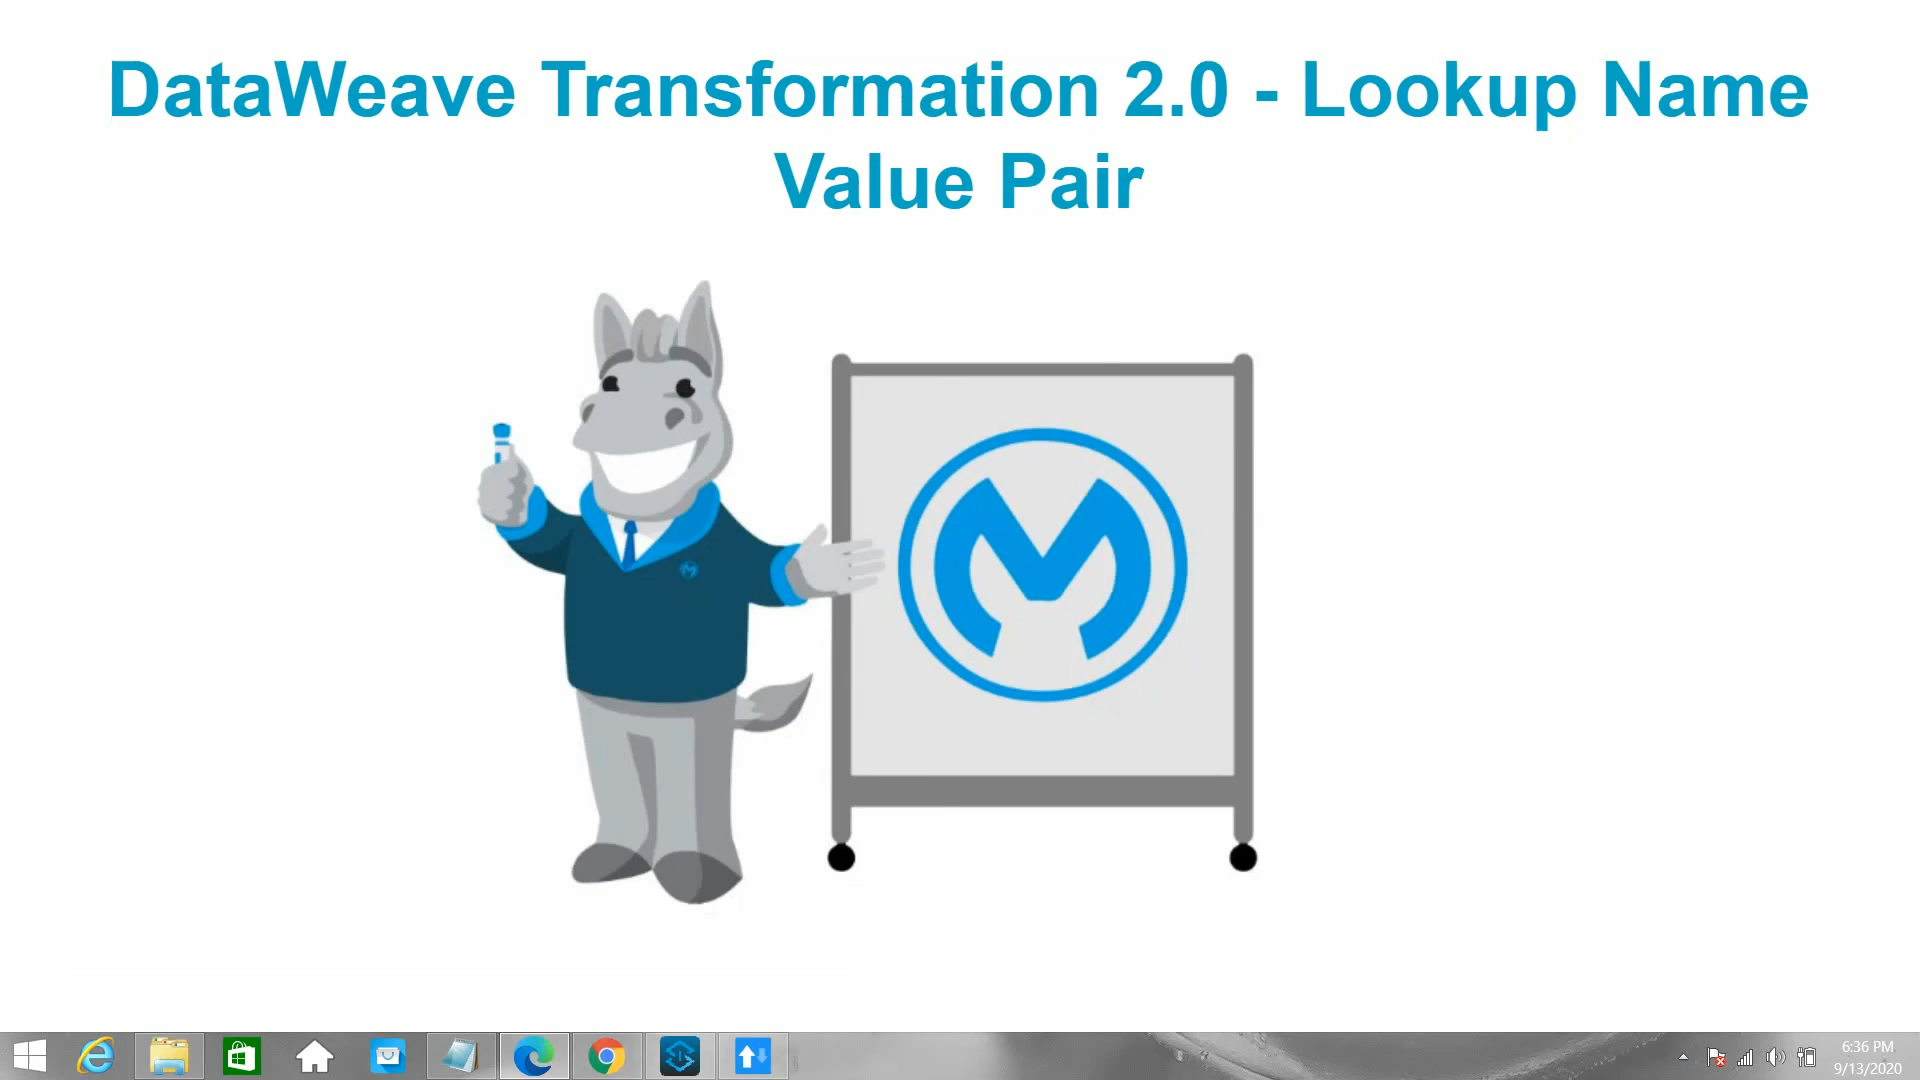 DataWeave Transformation 2.0 - Lookup Name
Value Pair
6:36 PM
9/13/2020